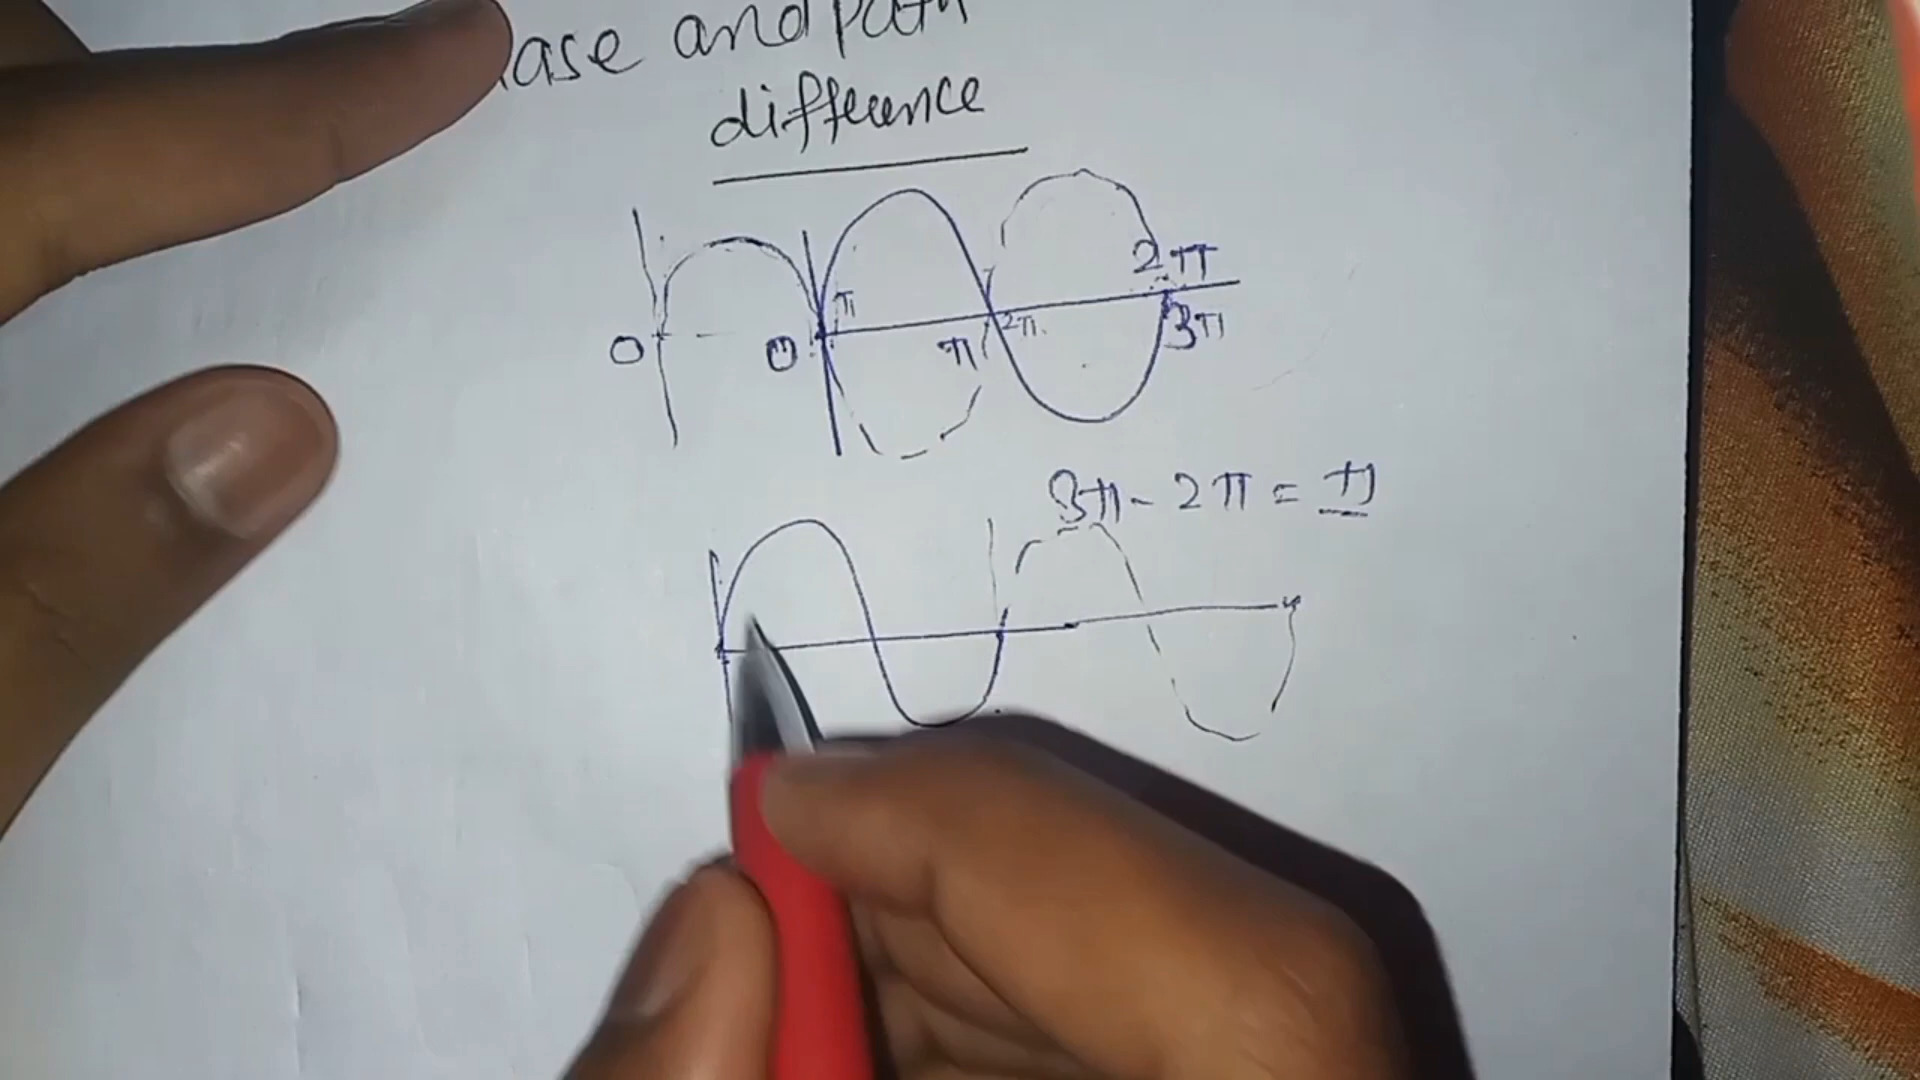 ase and path
difference
2π
π
0 0 π 2π 3π
3π - 2π = π